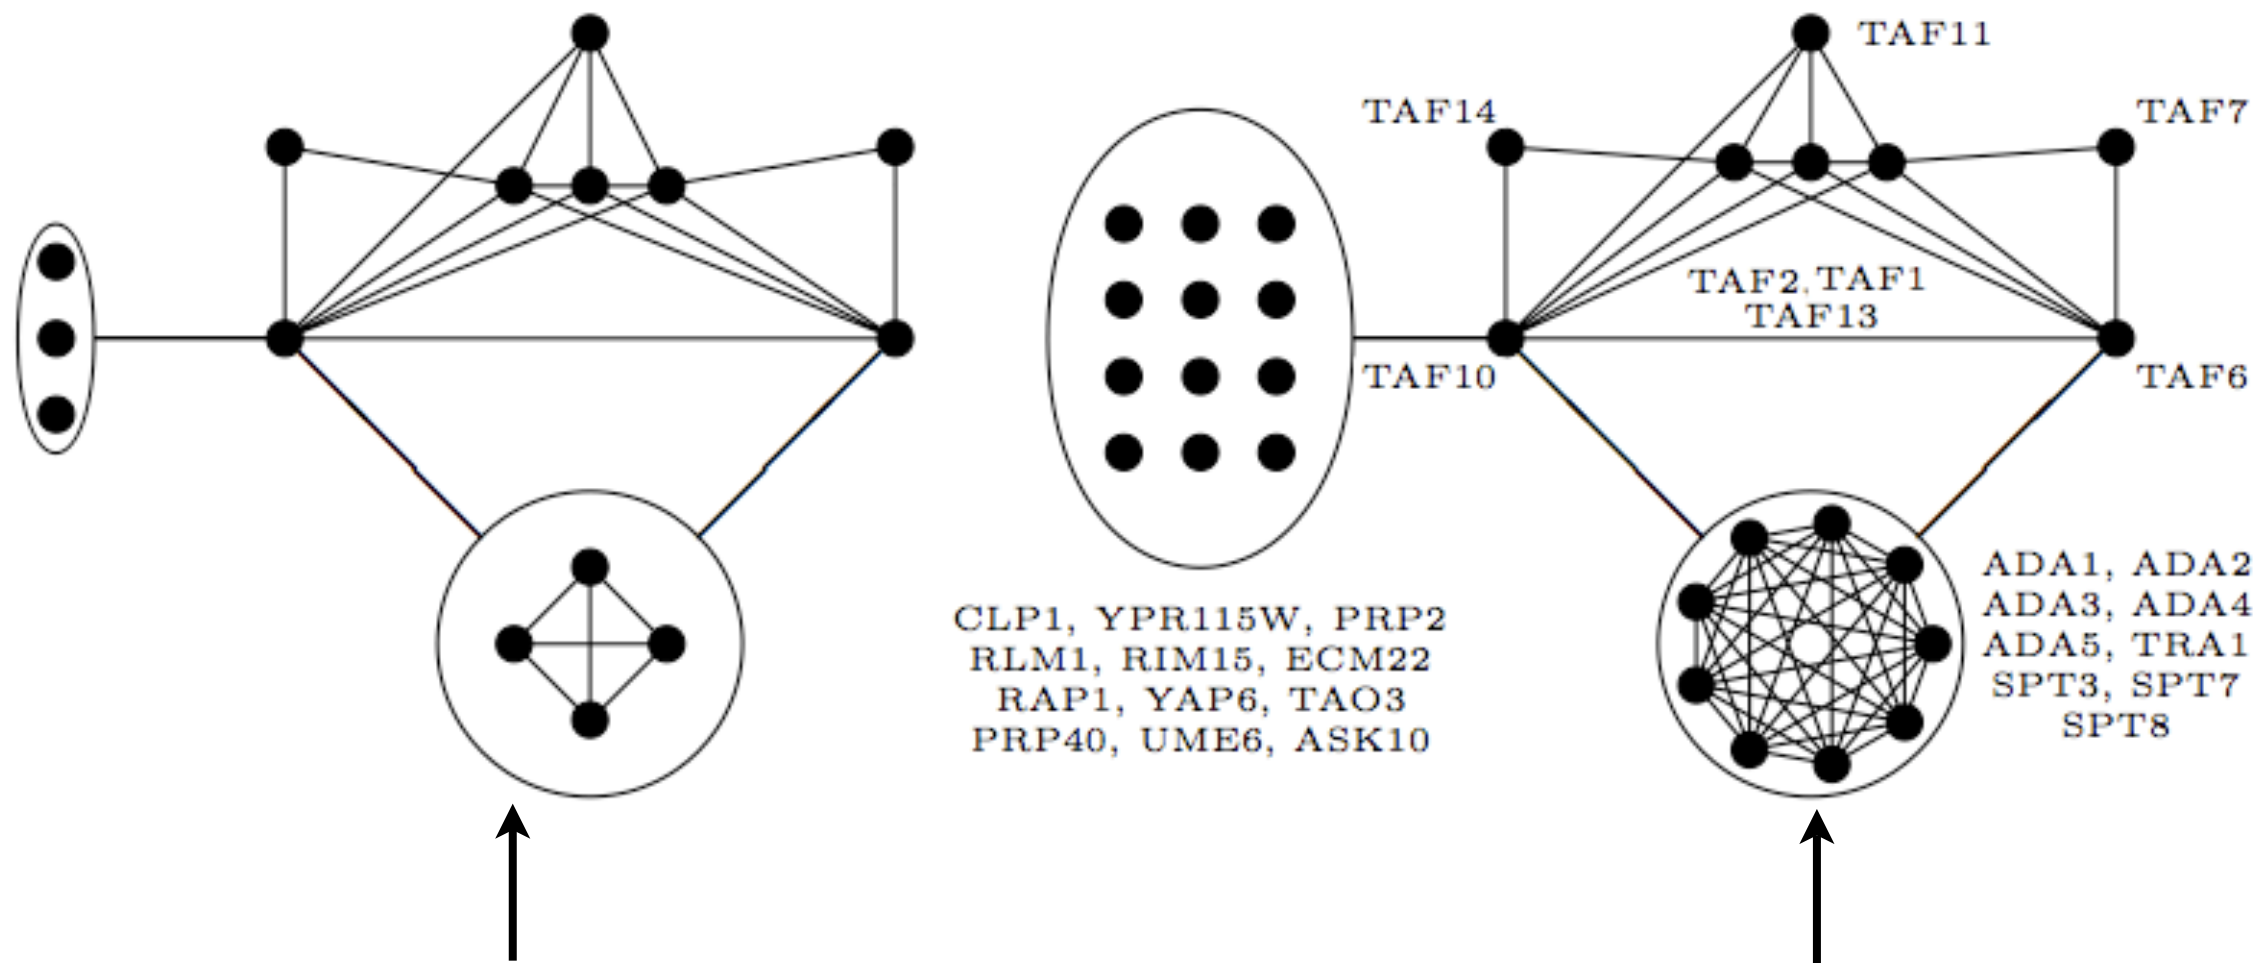 TAF11
TAF14
TAF7
TAF2, TAF1
TAF13
TAF10
TAF6
CLP1, YPR115W, PRP2
RLM1, RIM15, ECM22
RAP1, YAP6, TAO3
PRP40, UME6, ASK10
ADA1, ADA2
ADA3, ADA4
ADA5, TRA1
SPT3, SPT7
SPT8